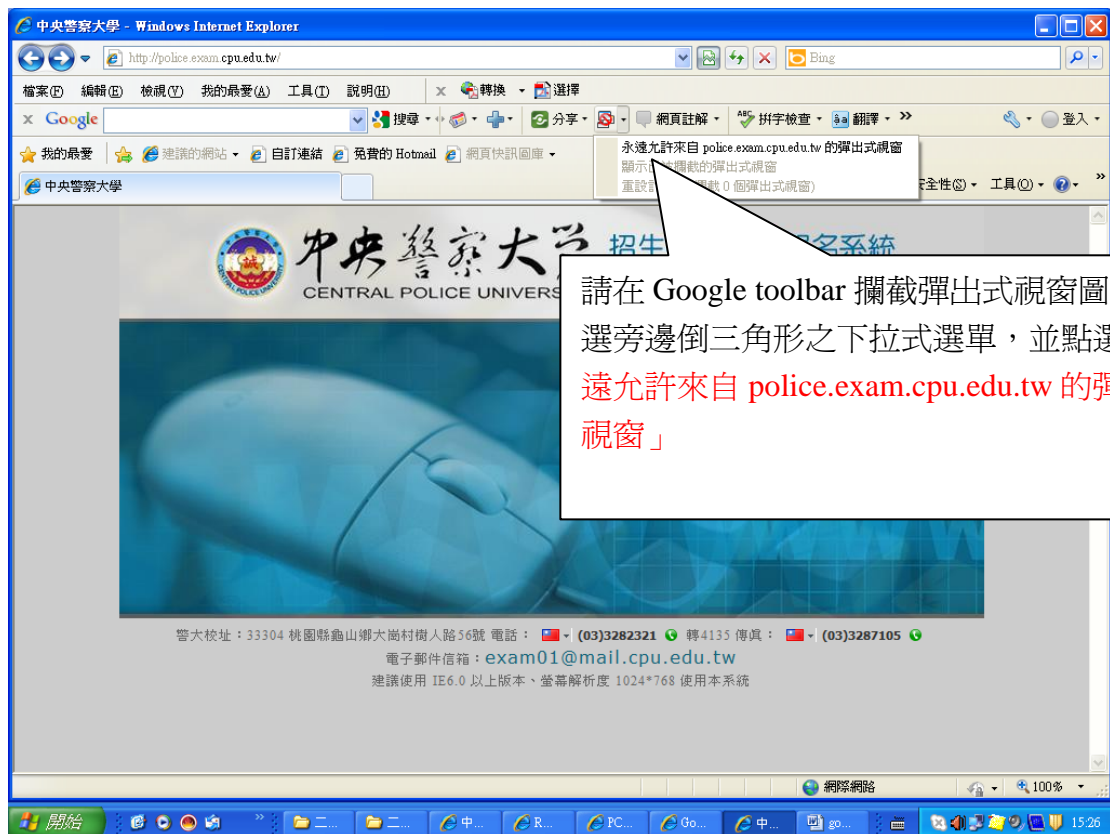 中央警察大學 - Windows Internet Explorer
http://police.exam.cpu.edu.tw/
Bing
檔案(F) 編輯(E) 檢視(V) 我的最愛(A) 工具(T) 說明(H) x 轉換 選擇
x Google 搜尋 分享 網頁註解 拼字檢查 翻譯 » 登入
我的最愛 建議的網站 自訂連結 免費的 Hotmail 網頁快訊圖庫
永遠允許來自 police.exam.cpu.edu.tw 的彈出式視窗
顯示 被攔截的彈出式視窗
重設 截 0 個彈出式視窗)
中央警察大學
全性(S) 工具(O) »
中央警察大學 招生 報名系統
CENTRAL POLICE UNIVERS
請在 Google toolbar 攔截彈出式視窗圖
選旁邊倒三角形之下拉式選單，並點選
遠允許來自 police.exam.cpu.edu.tw 的彈
視窗」
警大校址：33304 桃園縣龜山鄉大崗村樹人路56號 電話： (03)3282321 轉4135 傳真： (03)3287105
電子郵件信箱：exam01@mail.cpu.edu.tw
建議使用 IE6.0 以上版本、螢幕解析度 1024*768 使用本系統
網際網路 100%
開始 » 二... 二... 中... R... PC... Go... 中... go... 15:26